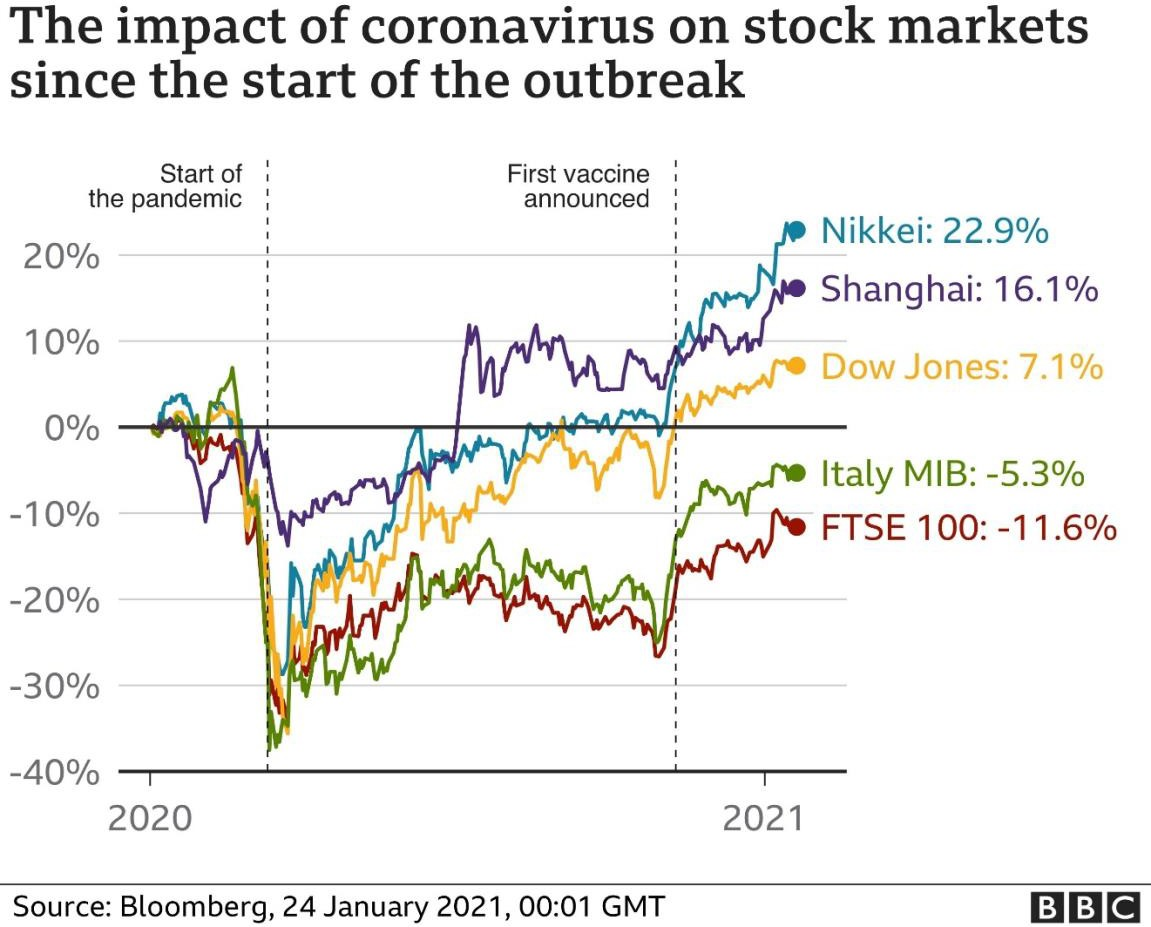 The impact of coronavirus on stock markets
since the start of the outbreak
Start of
the pandemic
First vaccine
announced
20%
10%
0%
-10%
-20%
-30%
-40%
Nikkei: 22.9%
Shanghai: 16.1%
Dow Jones: 7.1%
Italy MIB: -5.3%
FTSE 100: -11.6%
2020
2021
Source: Bloomberg, 24 January 2021, 00:01 GMT
BBC